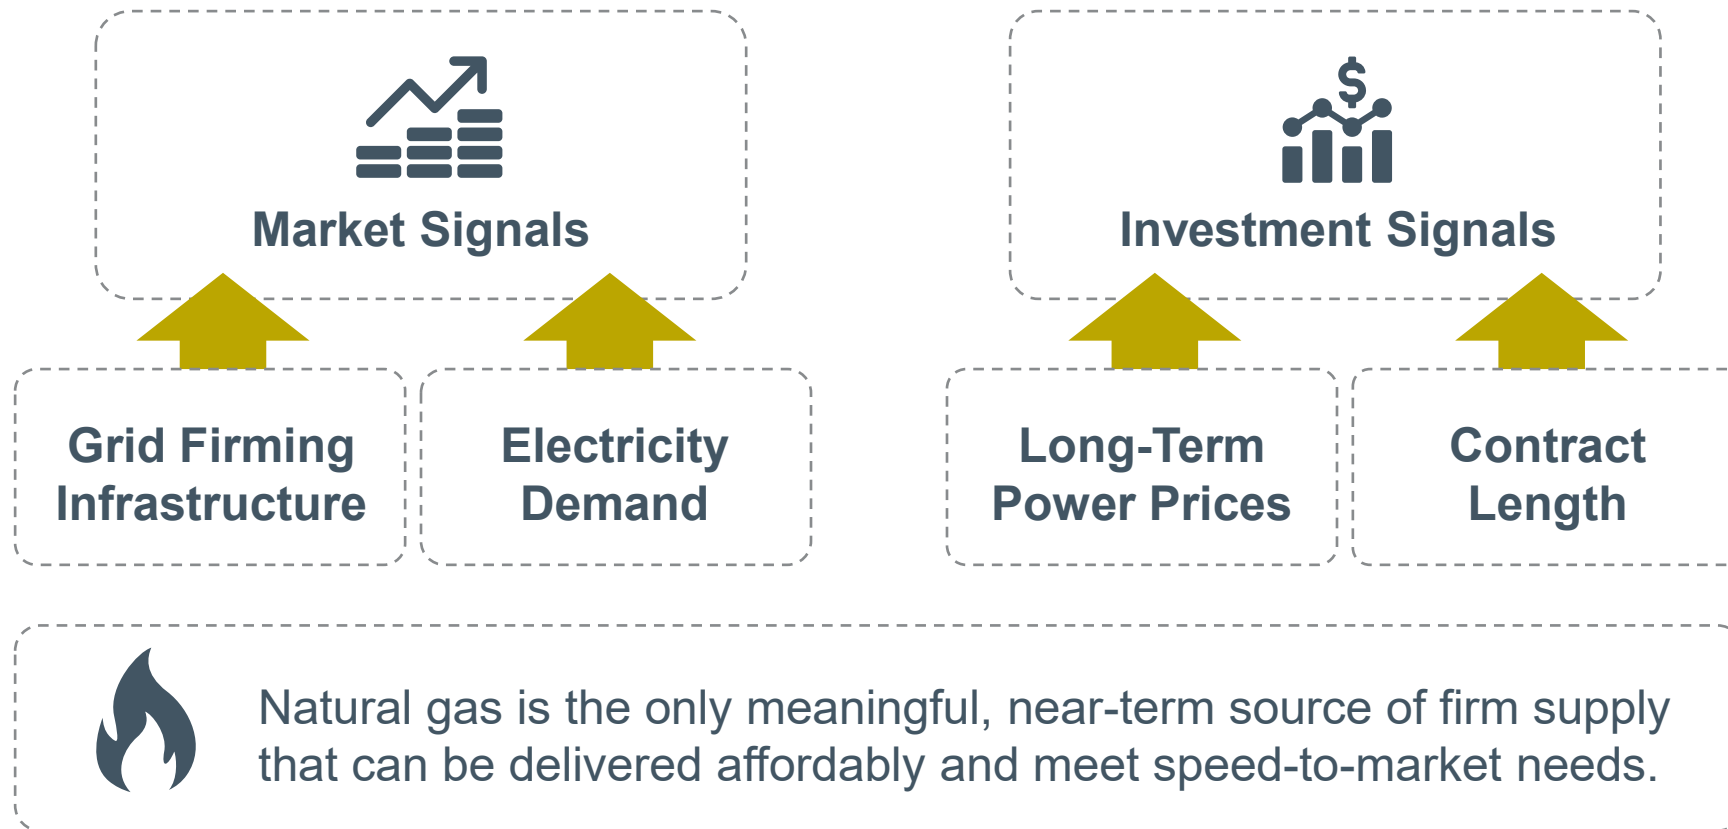 Market Signals
Investment Signals
Grid Firming
Infrastructure
Electricity
Demand
Long-Term
Power Prices
Contract
Length
Natural gas is the only meaningful, near-term source of firm supply
that can be delivered affordably and meet speed-to-market needs.